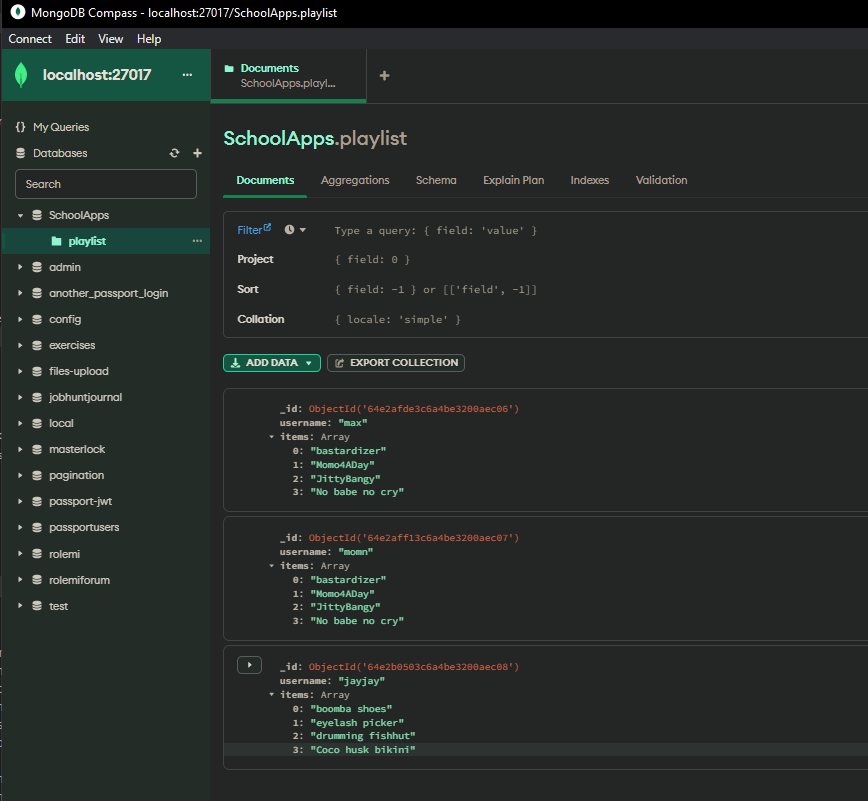 MongoDB Compass - localhost:27017/SchoolApps.playlist
Connect Edit View Help
localhost:27017 ...
Documents
SchoolApps.playl...
+
{} My Queries
Databases +
Search
SchoolApps
playlist ...
admin
another_passport_login
config
exercises
files-upload
jobhuntjournal
local
masterlock
pagination
passport-jwt
passportusers
rolemi
rolemiforum
test
SchoolApps.playlist
Documents Aggregations Schema Explain Plan Indexes Validation
Filter Type a query: { field: 'value' }
Project { field: 0 }
Sort { field: -1 } or [['field', -1]]
Collation { locale: 'simple' }
ADD DATA EXPORT COLLECTION
_id: ObjectId('64e2afde3c6a4be3200aec06')
username: "max"
items: Array
0: "bastardizer"
1: "Momo4ADay"
2: "JittyBangy"
3: "No babe no cry"
_id: ObjectId('64e2aff13c6a4be3200aec07')
username: "momn"
items: Array
0: "bastardizer"
1: "Momo4ADay"
2: "JittyBangy"
3: "No babe no cry"
_id: ObjectId('64e2b0503c6a4be3200aec08')
username: "jayjay"
items: Array
0: "boomba shoes"
1: "eyelash picker"
2: "drumming fishhut"
3: "Coco husk bikini"